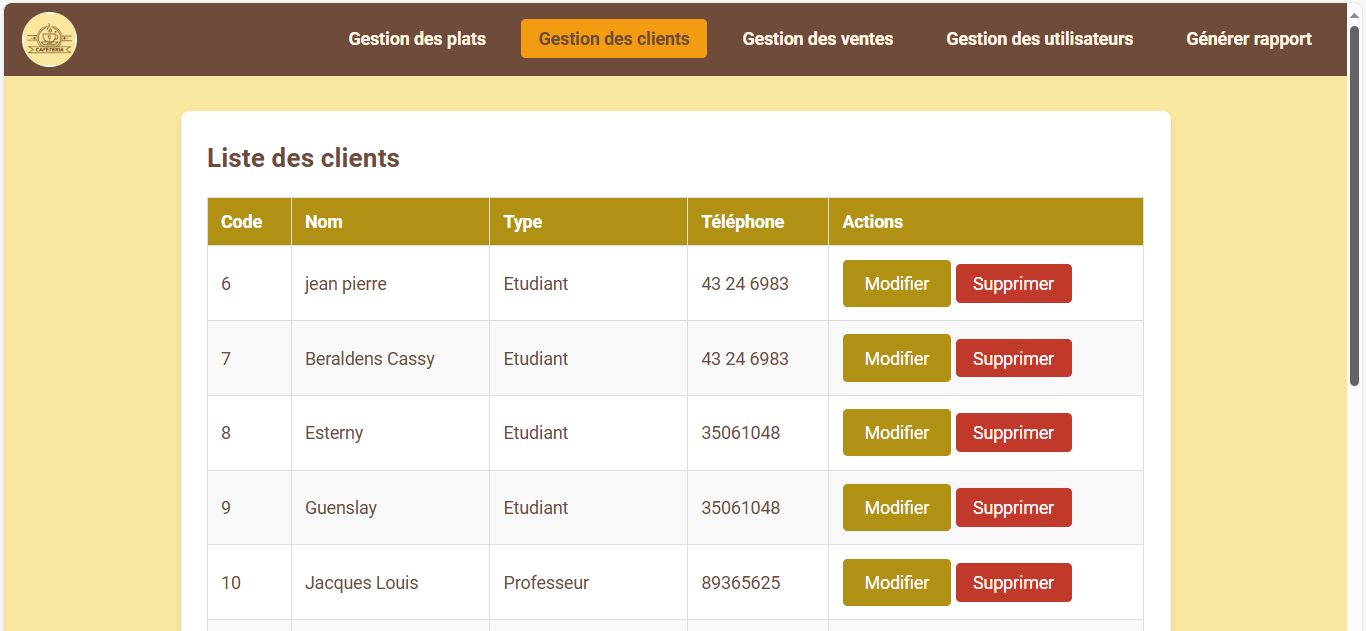 CAFETERIA
Gestion des plats Gestion des clients Gestion des ventes Gestion des utilisateurs Générer rapport
Liste des clients
Code Nom Type Téléphone Actions
6 jean pierre Etudiant 43 24 6983 Modifier Supprimer
7 Beraldens Cassy Etudiant 43 24 6983 Modifier Supprimer
8 Esterny Etudiant 35061048 Modifier Supprimer
9 Guenslay Etudiant 35061048 Modifier Supprimer
10 Jacques Louis Professeur 89365625 Modifier Supprimer